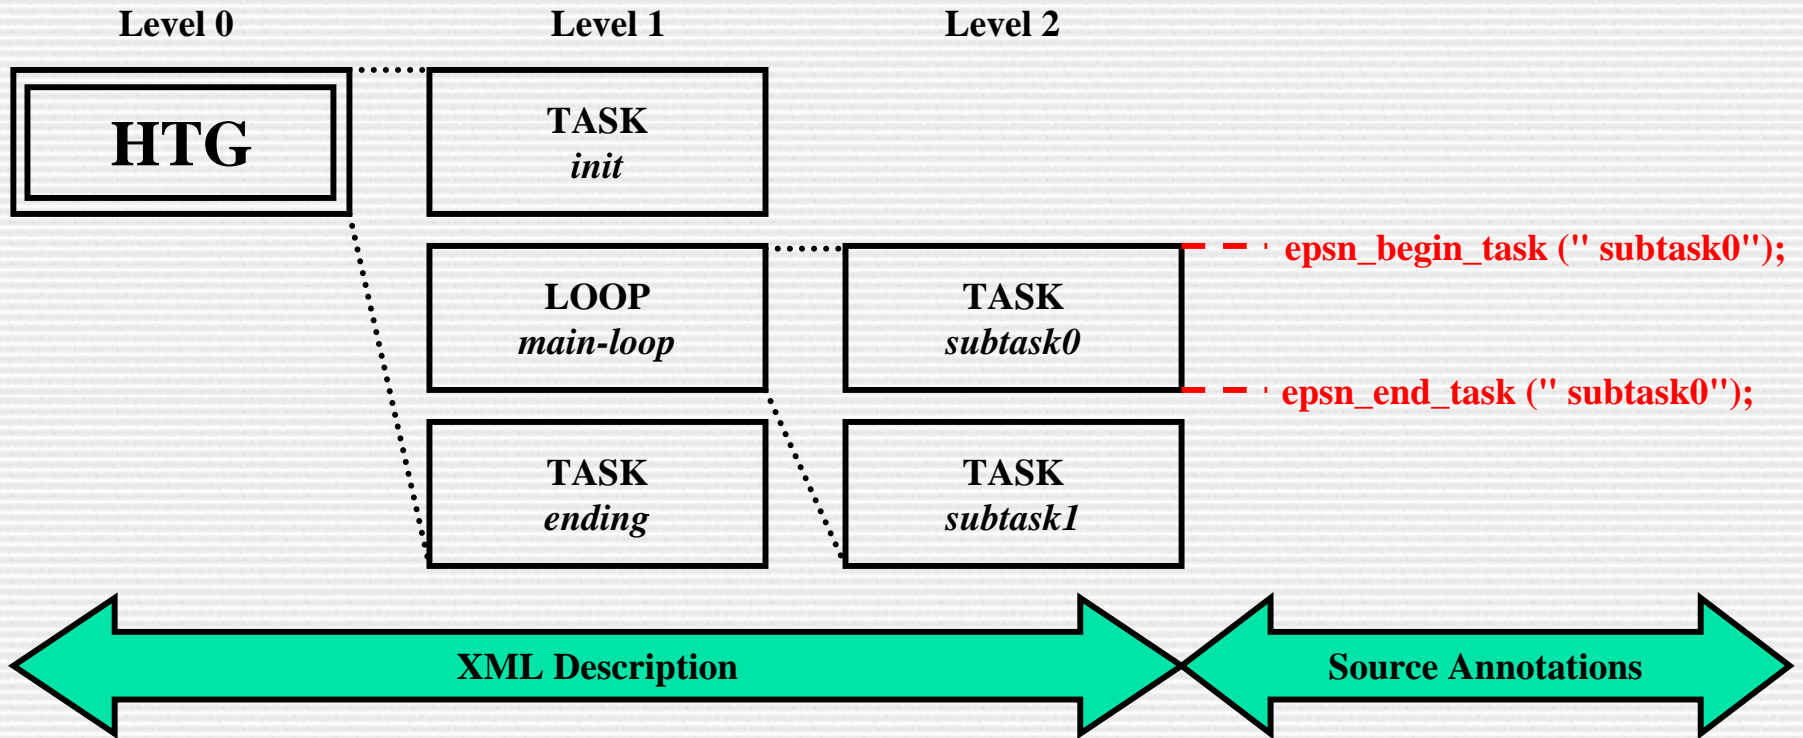 Level 0
Level 1
Level 2
HTG
TASK
init
LOOP
main-loop
TASK
ending
TASK
subtask0
TASK
subtask1
epsn_begin_task (" subtask0");
epsn_end_task (" subtask0");
XML Description
Source Annotations